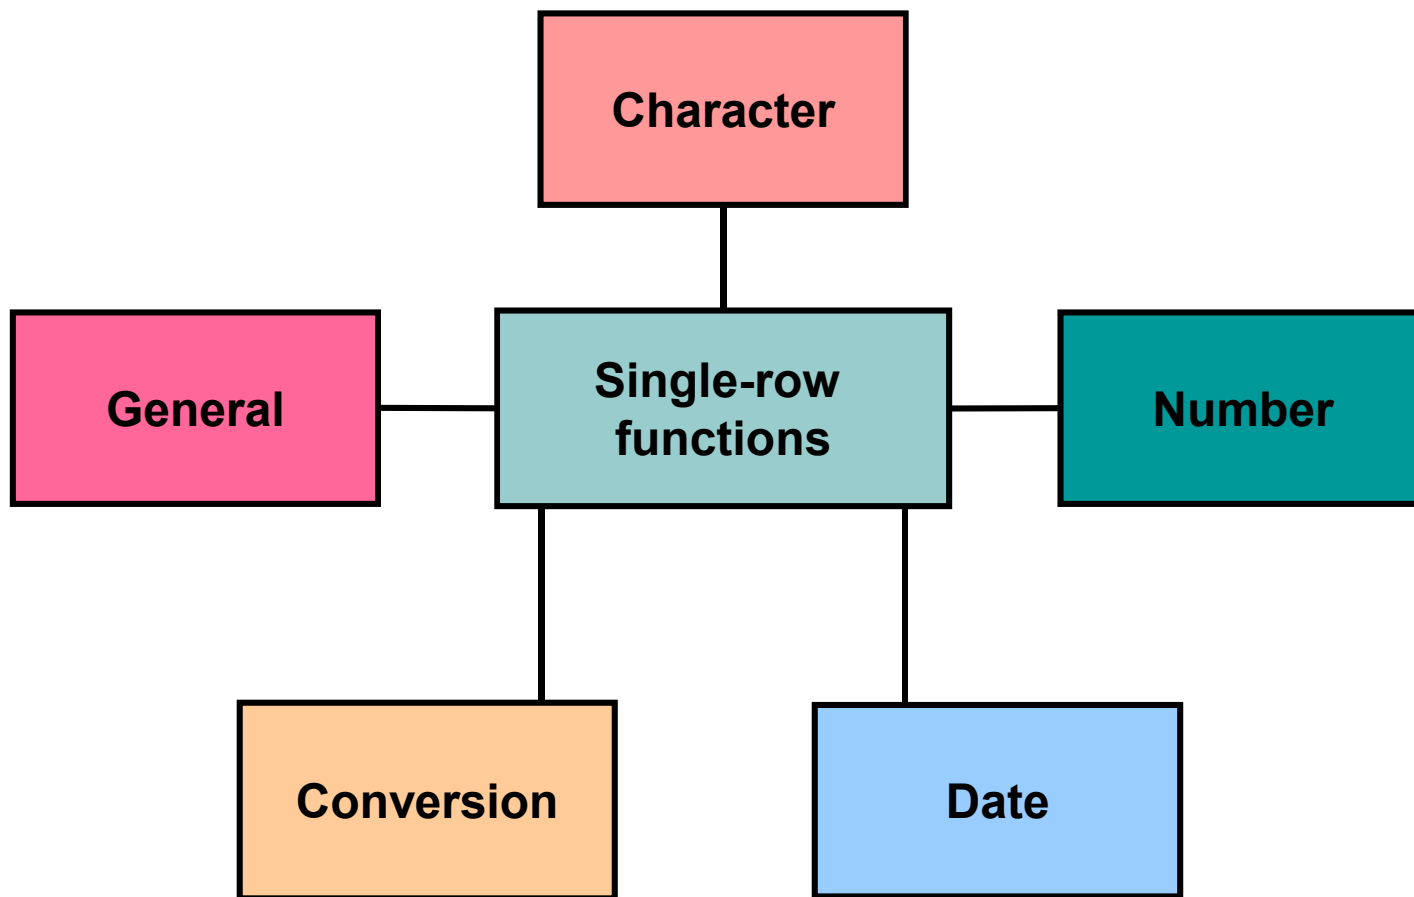 Character
General
Single-row
functions
Number
Conversion
Date